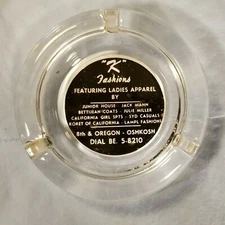 "K"
Fashions
FEATURING LADIES APPAREL
BY
JUNIOR HOUSE - JACK MANN
BETTIJEAN COATS - JULIE MILLER
CALIFORNIA GIRL SPTS - SYD CASUALS
KORET OF CALIFORNIA - LAMPL FASHIONS
8th & OREGON - OSHKOSH
DIAL BE. 5-8210